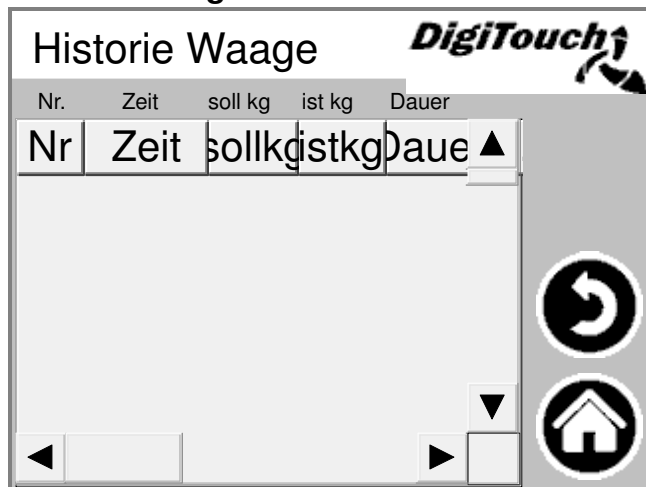 Historie Waage
DigiTouch
Nr. Zeit soll kg ist kg Dauer
Nr Zeit sollkg istkg Daue